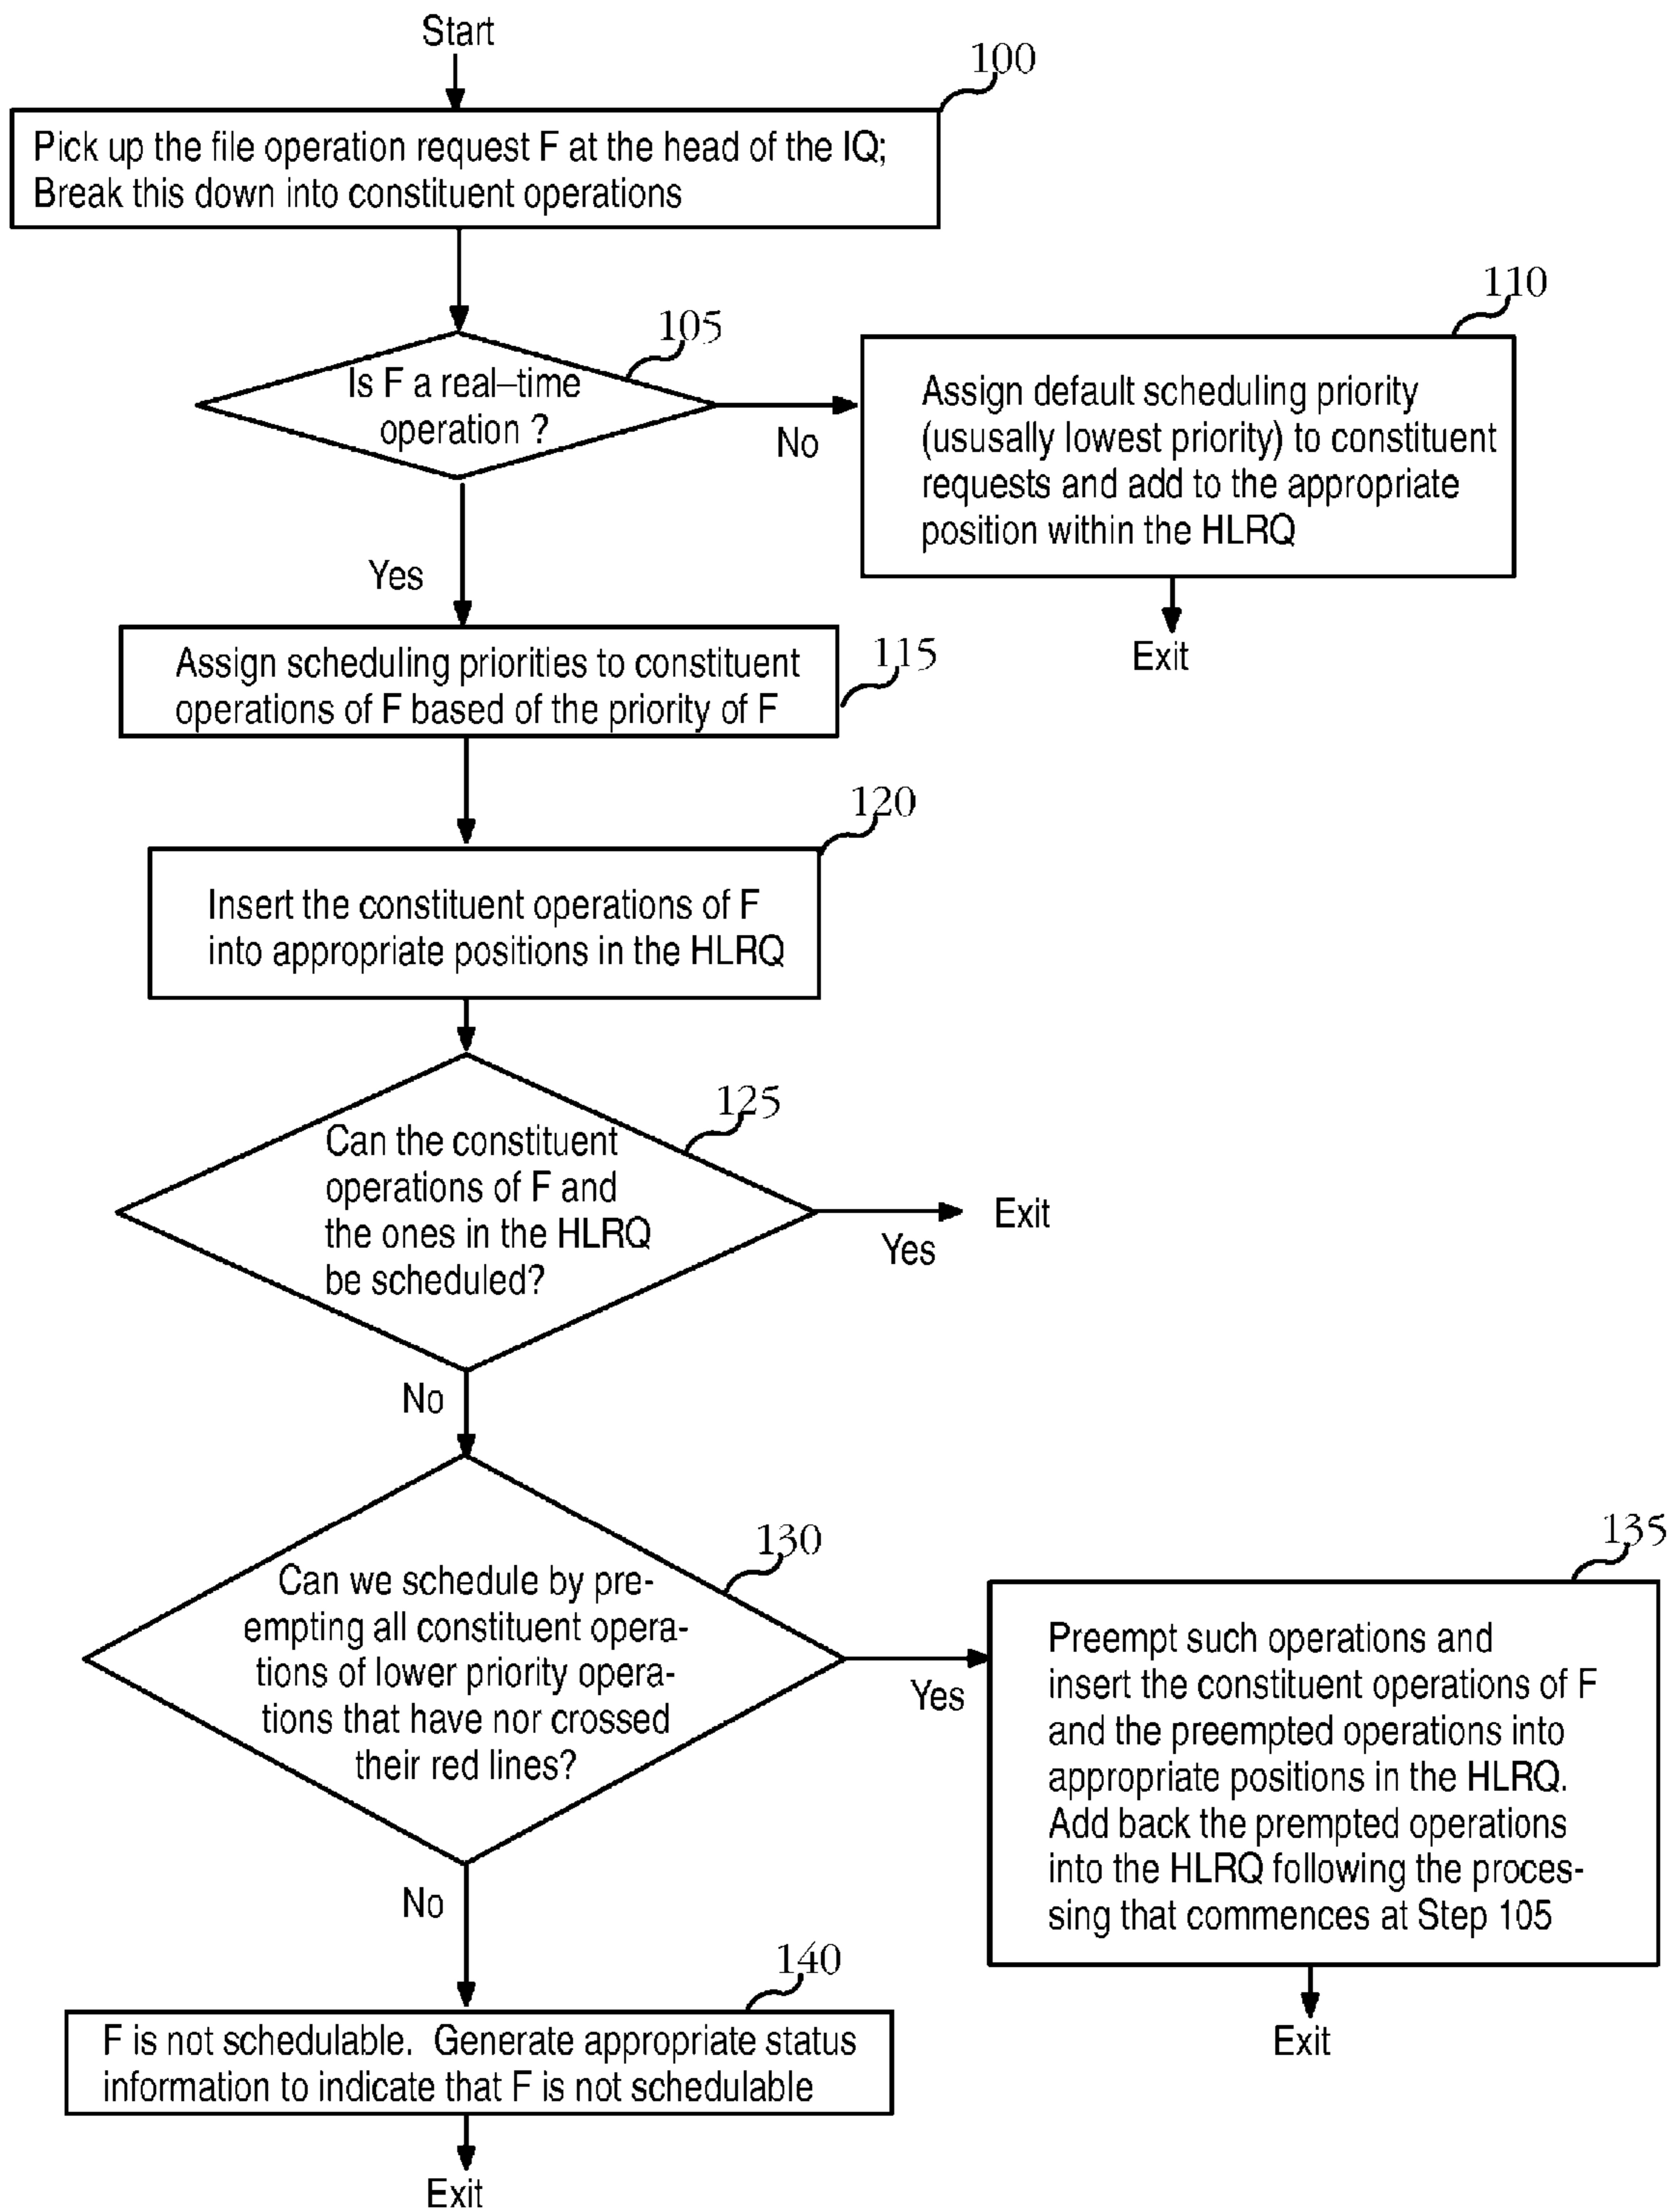 Start
100
Pick up the file operation request F at the head of the IQ;
Break this down into constituent operations
105
Is F a real–time
operation ?
No
110
Assign default scheduling priority
(ususally lowest priority) to constituent
requests and add to the appropriate
position within the HLRQ
Exit
Yes
115
Assign scheduling priorities to constituent
operations of F based of the priority of F
120
Insert the constituent operations of F
into appropriate positions in the HLRQ
125
Can the constituent
operations of F and
the ones in the HLRQ
be scheduled?
Yes
Exit
No
130
Can we schedule by pre-
empting all constituent opera-
tions of lower priority opera-
tions that have nor crossed
their red lines?
Yes
135
Preempt such operations and
insert the constituent operations of F
and the preempted operations into
appropriate positions in the HLRQ.
Add back the prempted operations
into the HLRQ following the proces-
sing that commences at Step 105
Exit
No
140
F is not schedulable. Generate appropriate status
information to indicate that F is not schedulable
Exit